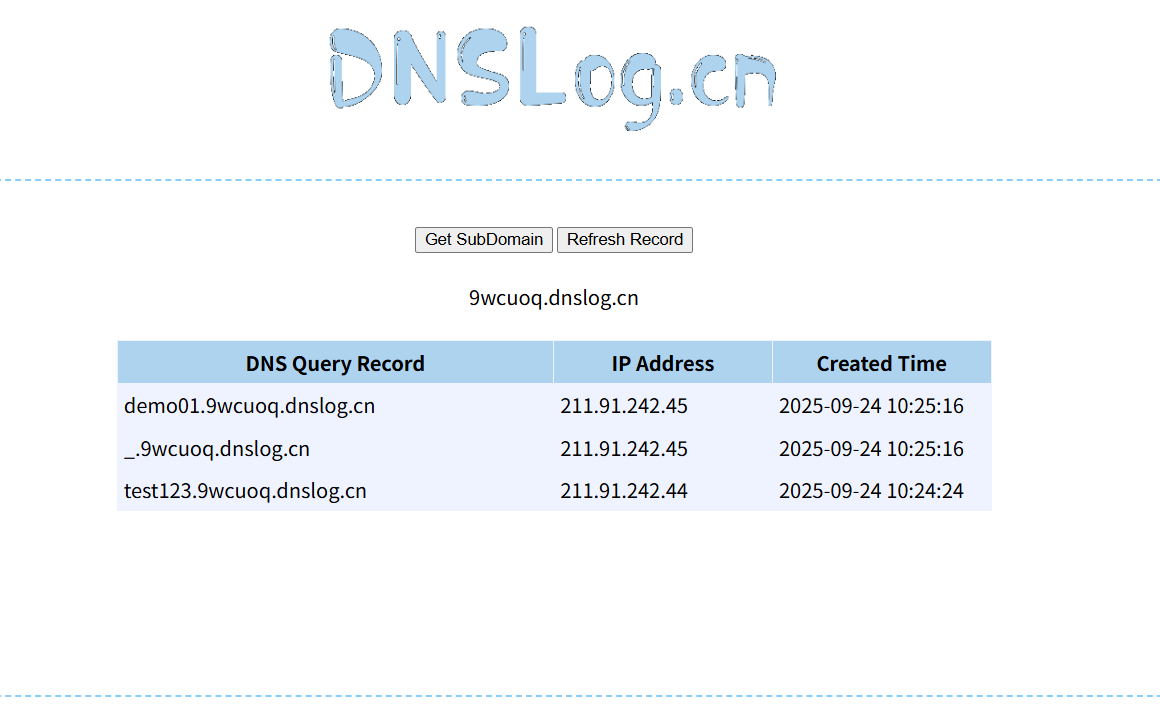 DNSLog.cn
Get SubDomain Refresh Record
9wcuoq.dnslog.cn
DNS Query Record IP Address Created Time
demo01.9wcuoq.dnslog.cn 211.91.242.45 2025-09-24 10:25:16
_.9wcuoq.dnslog.cn 211.91.242.45 2025-09-24 10:25:16
test123.9wcuoq.dnslog.cn 211.91.242.44 2025-09-24 10:24:24